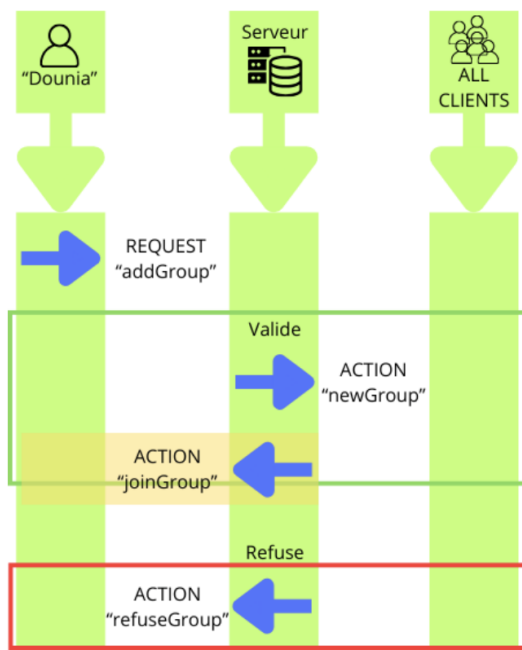 “Dounia”
Serveur
ALL
CLIENTS
REQUEST
“addGroup”
Valide
ACTION
“newGroup”
ACTION
“joinGroup”
Refuse
ACTION
“refuseGroup”